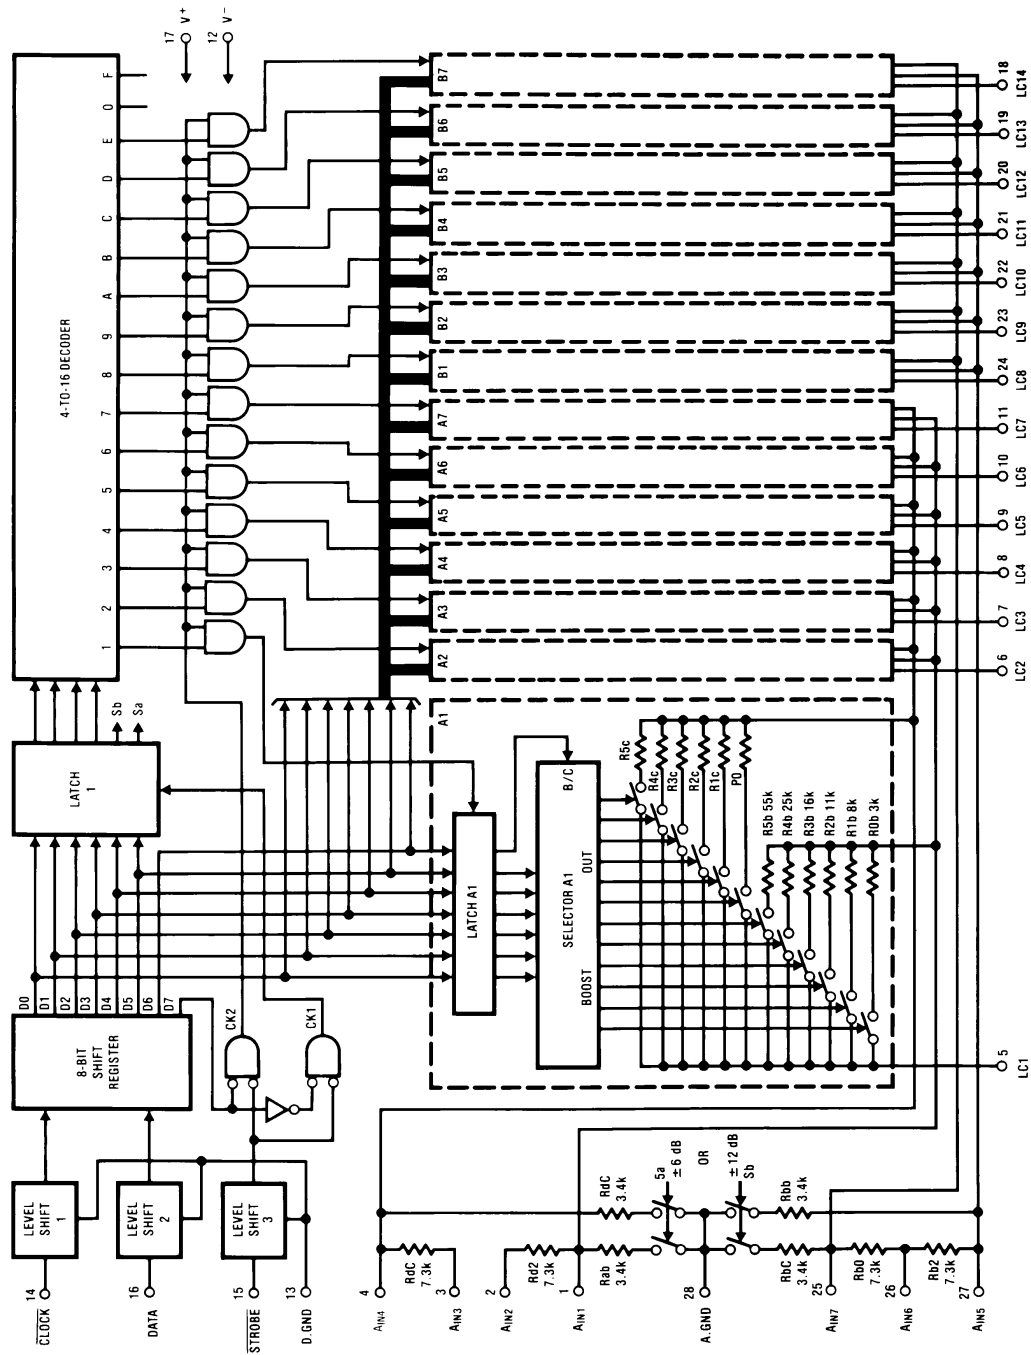 CLOCK
14
LEVEL SHIFT 1
DATA
16
LEVEL SHIFT 2
STROBE
15
LEVEL SHIFT 3
D.GND
13
8-BIT SHIFT REGISTER
D0
D1
D2
D3
D4
D5
D6
D7
CK2
CK1
LATCH 1
Sb
Sa
4-TO-16 DECODER
1
2
3
4
5
6
7
8
9
A
B
C
D
E
O
F
17
V+
12
V-
A1
LATCH A1
SELECTOR A1
BOOST
OUT
B/C
R5c
R4c
R3c
R2c
R1c
PO
R5b 55k
R4b 25k
R3b 16k
R2b 11k
R1b 8k
R0b 3k
A2
A3
A4
A5
A6
A7
B1
B2
B3
B4
B5
B6
B7
5
LC1
6
LC2
7
LC3
8
LC4
9
LC5
10
LC6
11
LC7
24
LC8
23
LC9
22
LC10
21
LC11
20
LC12
19
LC13
18
LC14
4
AIN4
RdC
7.3k
3
AIN3
2
AIN2
Rd2
7.3k
1
AIN1
Rab
3.4k
RdC
3.4k
5a
±6 dB
OR
±12 dB
Sb
28
A.GND
Rbb
3.4k
RbC
3.4k
25
AIN7
Rb0
7.3k
26
AIN6
Rb2
7.3k
27
AIN5